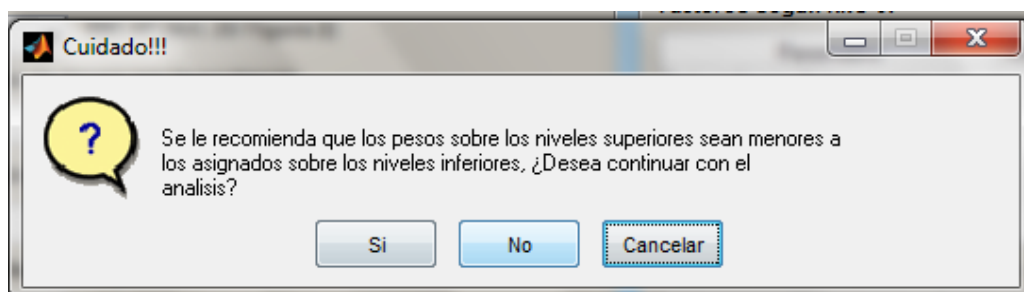 Cuidado!!!
Se le recomienda que los pesos sobre los niveles superiores sean menores a
los asignados sobre los niveles inferiores, ¿Desea continuar con el
analisis?
Si No Cancelar